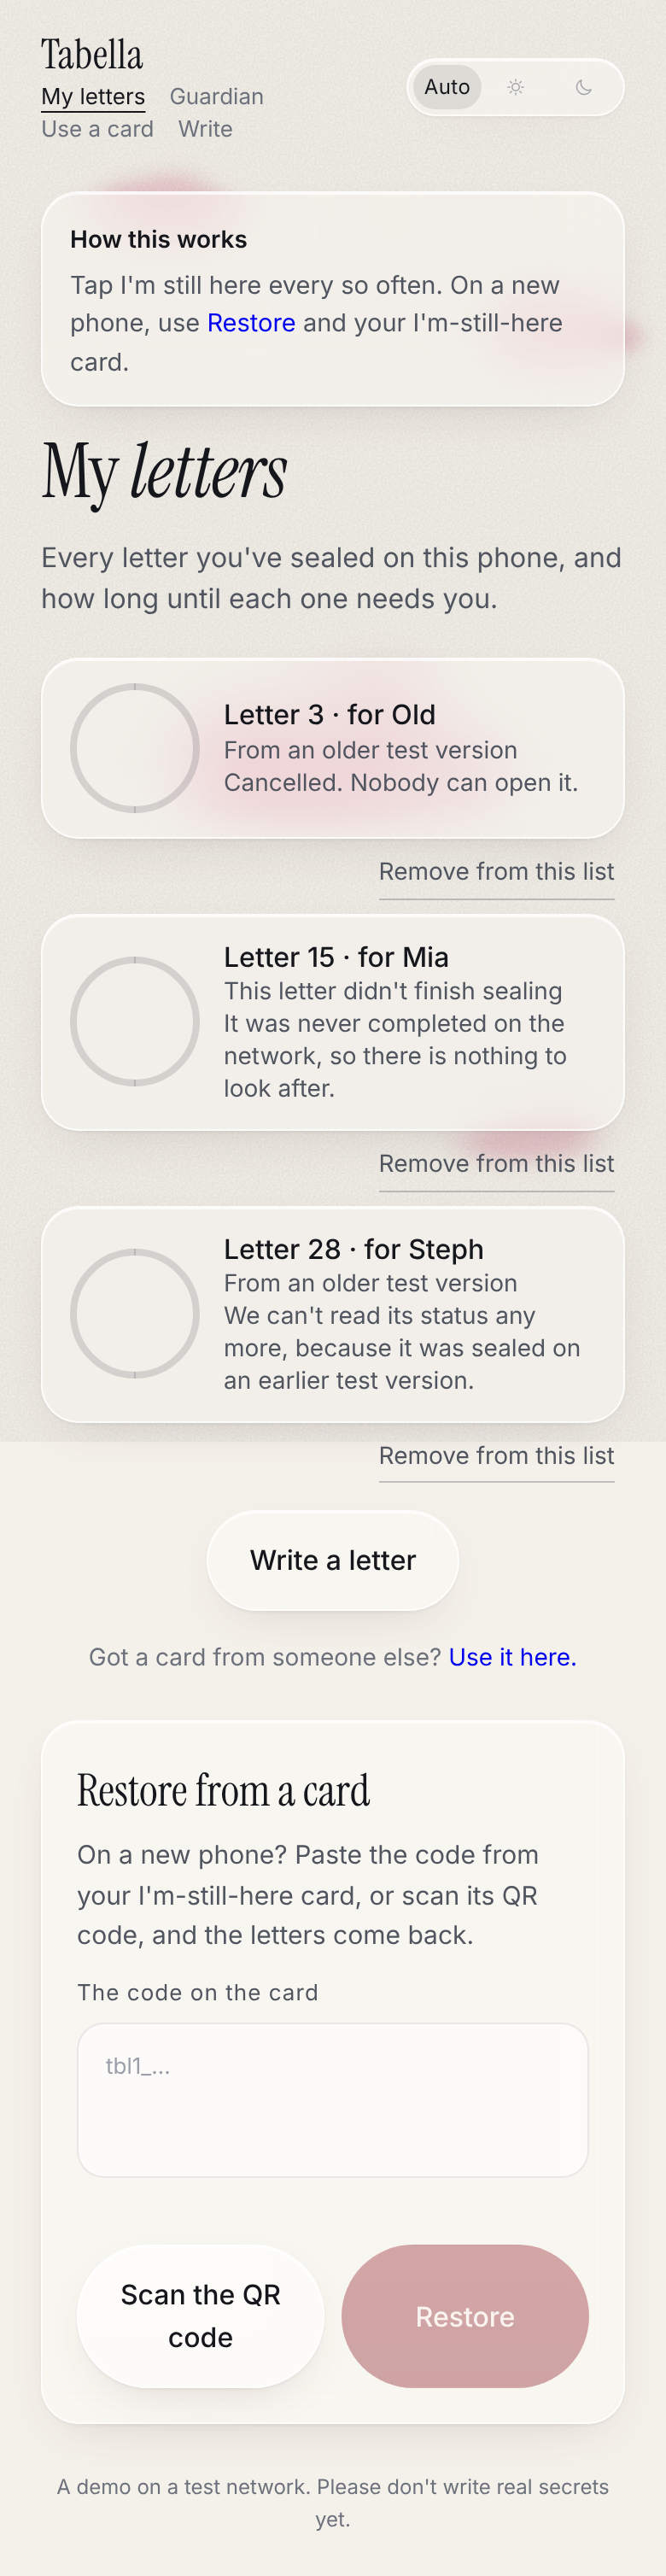 Tabella
My letters Guardian
Use a card Write
Auto
How this works
Tap I'm still here every so often. On a new
phone, use Restore and your I'm-still-here
card.
My letters
Every letter you've sealed on this phone, and
how long until each one needs you.
Letter 3 · for Old
From an older test version
Cancelled. Nobody can open it.
Remove from this list
Letter 15 · for Mia
This letter didn't finish sealing
It was never completed on the
network, so there is nothing to
look after.
Remove from this list
Letter 28 · for Steph
From an older test version
We can't read its status any
more, because it was sealed on
an earlier test version.
Remove from this list
Write a letter
Got a card from someone else? Use it here.
Restore from a card
On a new phone? Paste the code from
your I'm-still-here card, or scan its QR
code, and the letters come back.
The code on the card
tbl1_...
Scan the QR
code
Restore
A demo on a test network. Please don't write real secrets
yet.